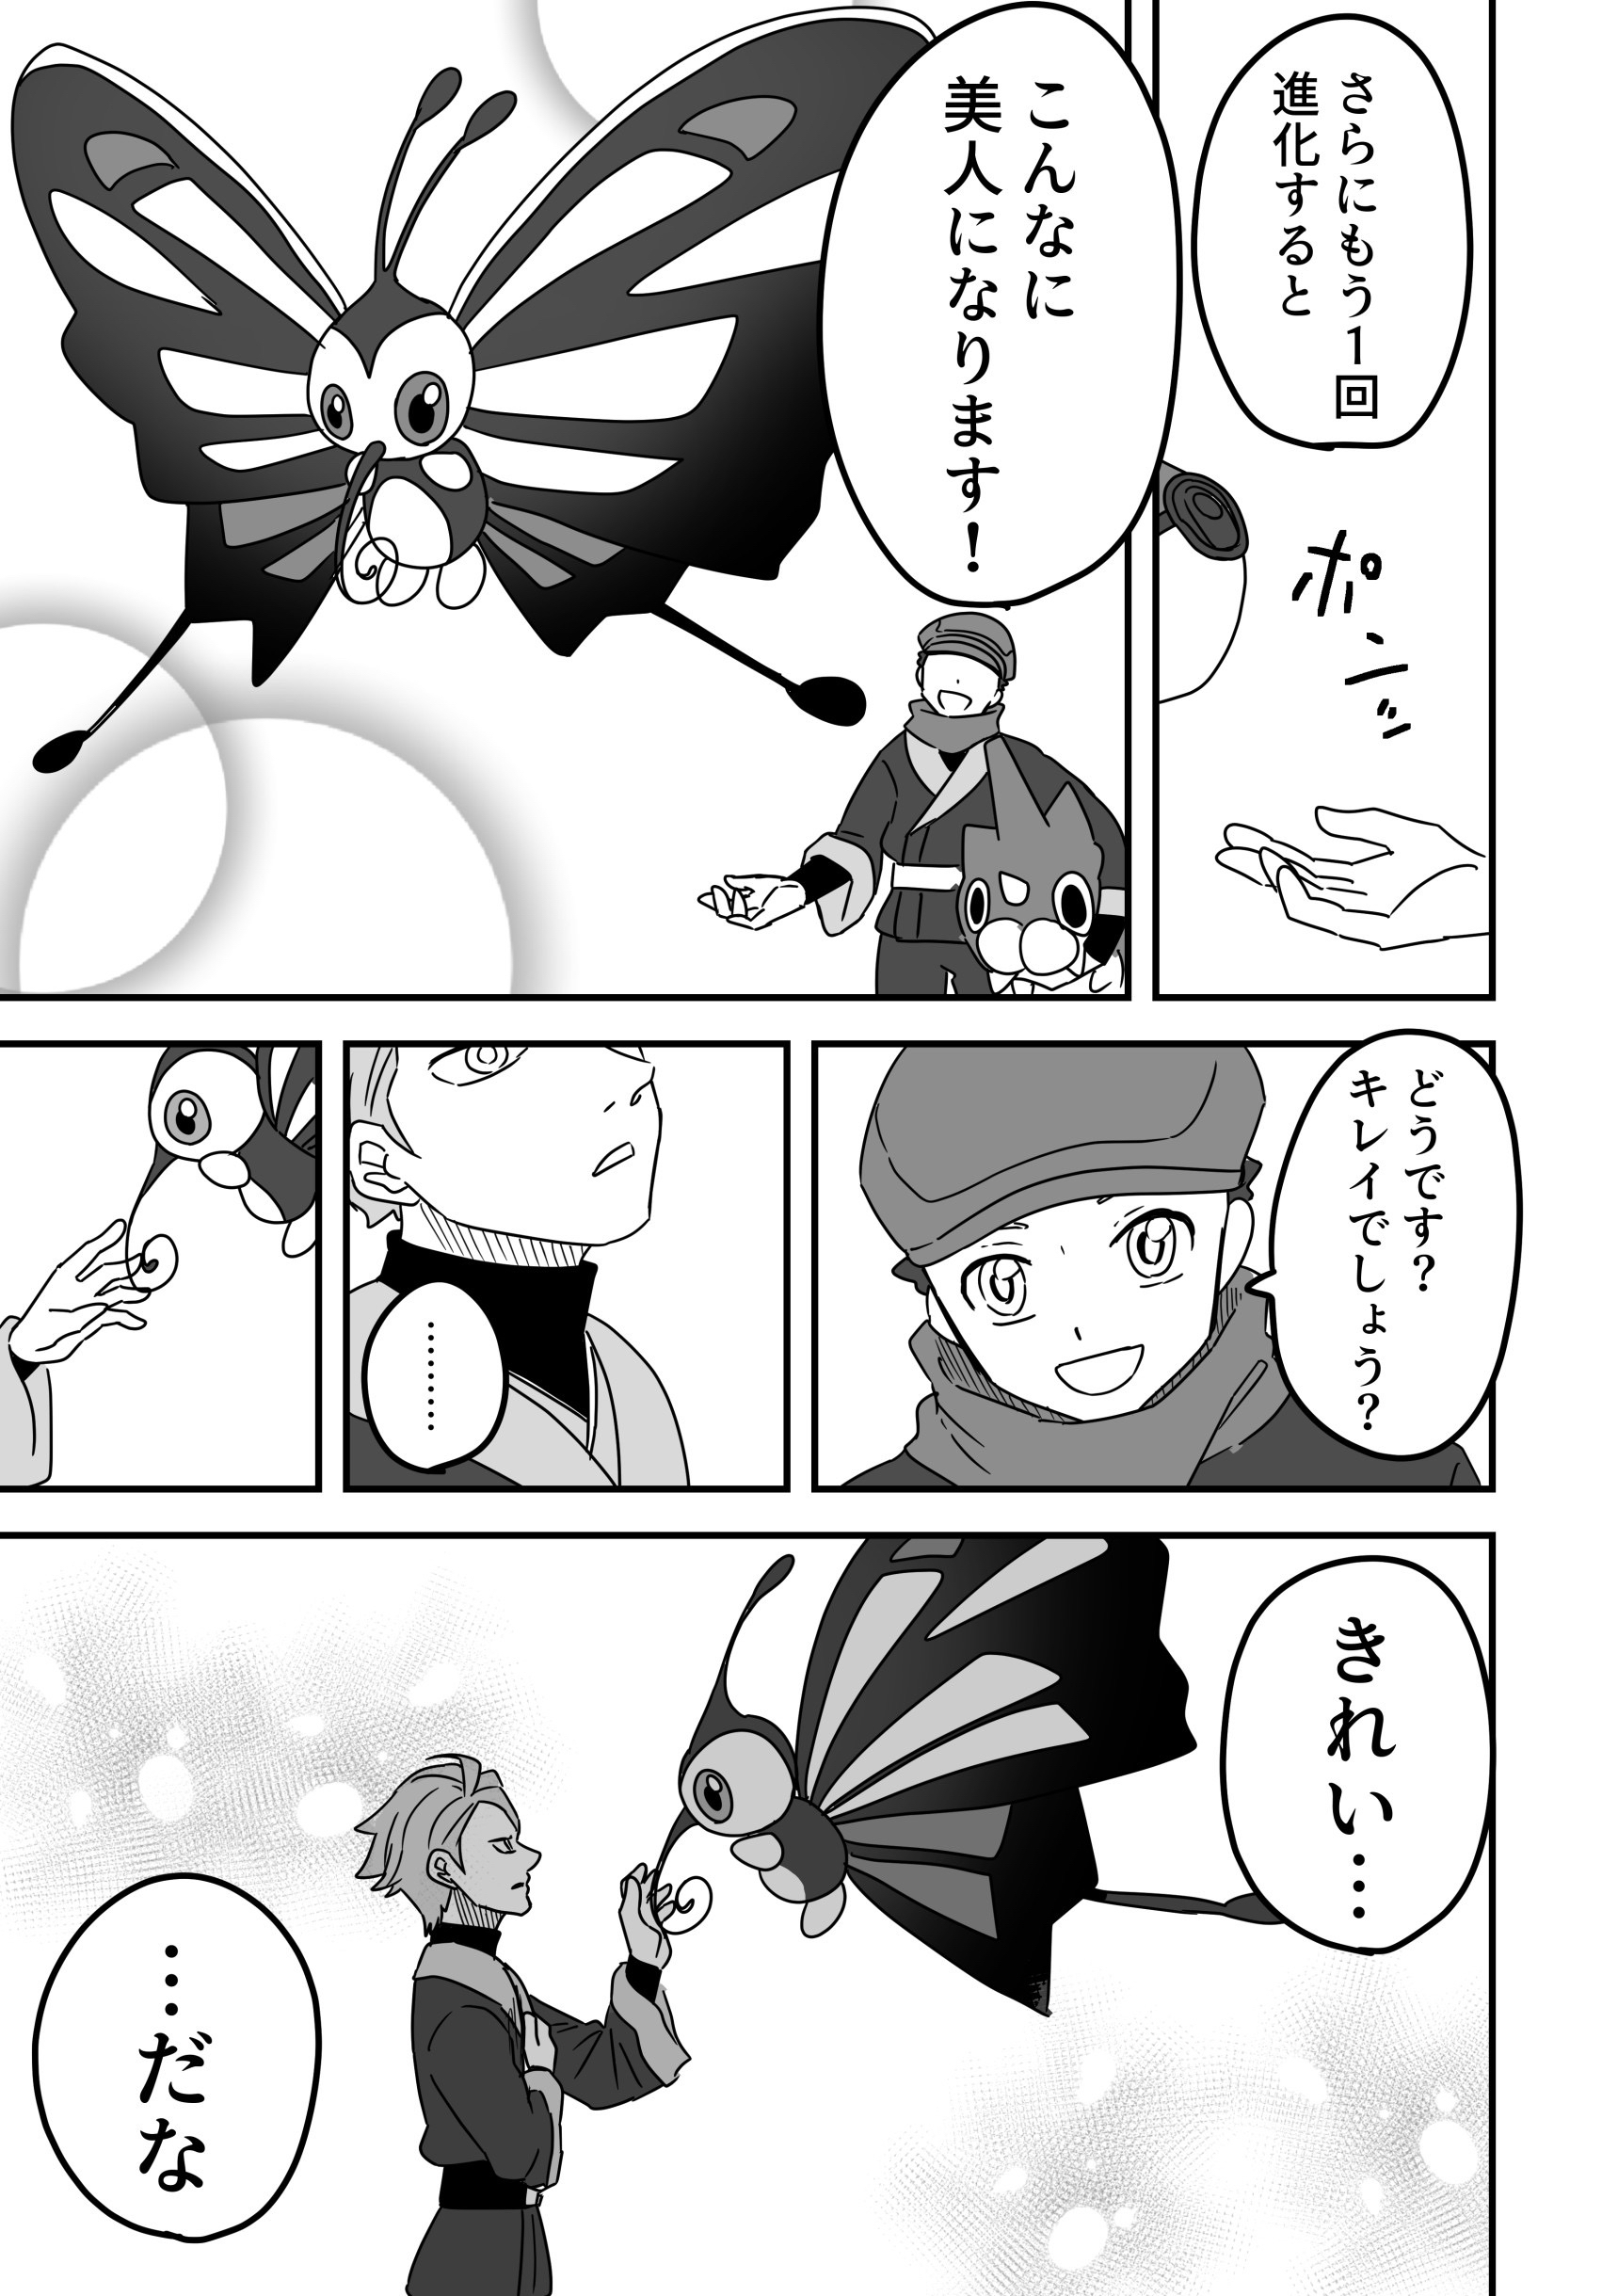 さらにもう1回
進化すると
ポンッ
こんなに
美人になります!
どうです?
キレイでしょう?
………
きれい…
…だな